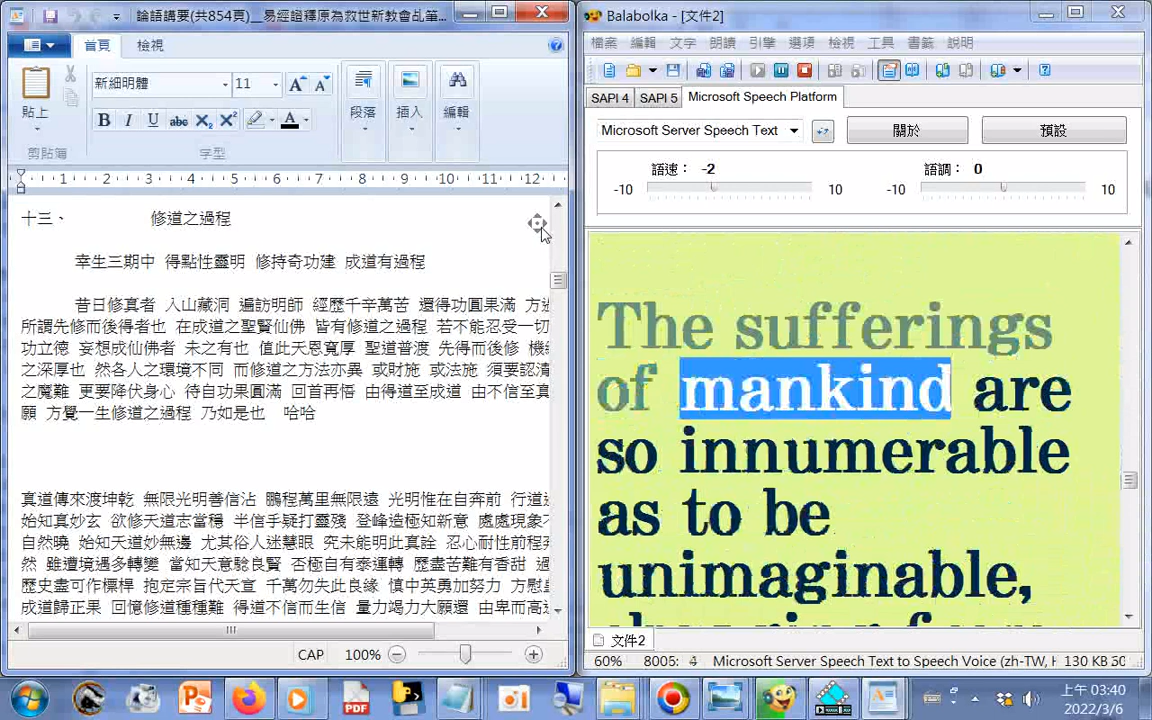 論語講要(共854頁)__易經證釋原為救世新教會乩筆...
首頁 檢視
貼上
剪貼簿
新細明體 11
B I U abc X₂ X² A
字型
段落
插入
編輯
1 2 3 4 5 6 7 8 9 10 11 12
十三、 修道之過程
幸生三期中 得點性靈明 修持奇功建 成道有過程
昔日修真者 入山藏洞 遍訪明師 經歷千辛萬苦 還得功圓果滿 方
所謂先修而後得者也 在成道之聖賢仙佛 皆有修道之過程 若不能忍受一切
功立德 妄想成仙佛者 未之有也 值此天恩寬厚 聖道普渡 先得而後修
之深厚也 然各人之環境不同 而修道之方法亦異 或財施 或法施 須要認清
之魔難 更要降伏身心 待自功果圓滿 回首再悟 由得道至成道 由不信至真
願 方覺一生修道之過程 乃如是也 哈哈
真道傳來渡坤乾 無限光明善信沾 鵬程萬里無限遠 光明惟在自奔前 行道
始知真妙玄 欲修天道志當穩 半信乎疑打靈殘 登峰造極知新意 處處現象
自然曉 始知天道妙無邊 尤其俗人迷慧眼 究未能明此真詮 忍心耐性前程
然 雖遭境遇多轉變 當知天意驗良賢 否極自有泰運轉 歷盡苦難有香甜
歷史盡可作標桿 抱定宗旨代天宣 千萬勿失此良緣 慎中英勇加努力 方慰
成道歸正果 回憶修道種種難 得道不信而生信 量力竭力大願還 由卑而高
CAP 100%
Balabolka - [文件2]
檔案 編輯 文字 朗讀 引擎 選項 檢視 工具 書籤 說明
SAPI 4 SAPI 5 Microsoft Speech Platform
Microsoft Server Speech Text 關於 預設
語速： -2 語調： 0
-10 10 -10 10
The sufferings
of mankind are
so innumerable
as to be
unimaginable,
文件2
60% 8005: 4 Microsoft Server Speech Text to Speech Voice (zh-TW, H 130 KB 50
上午 03:40
2022/3/6